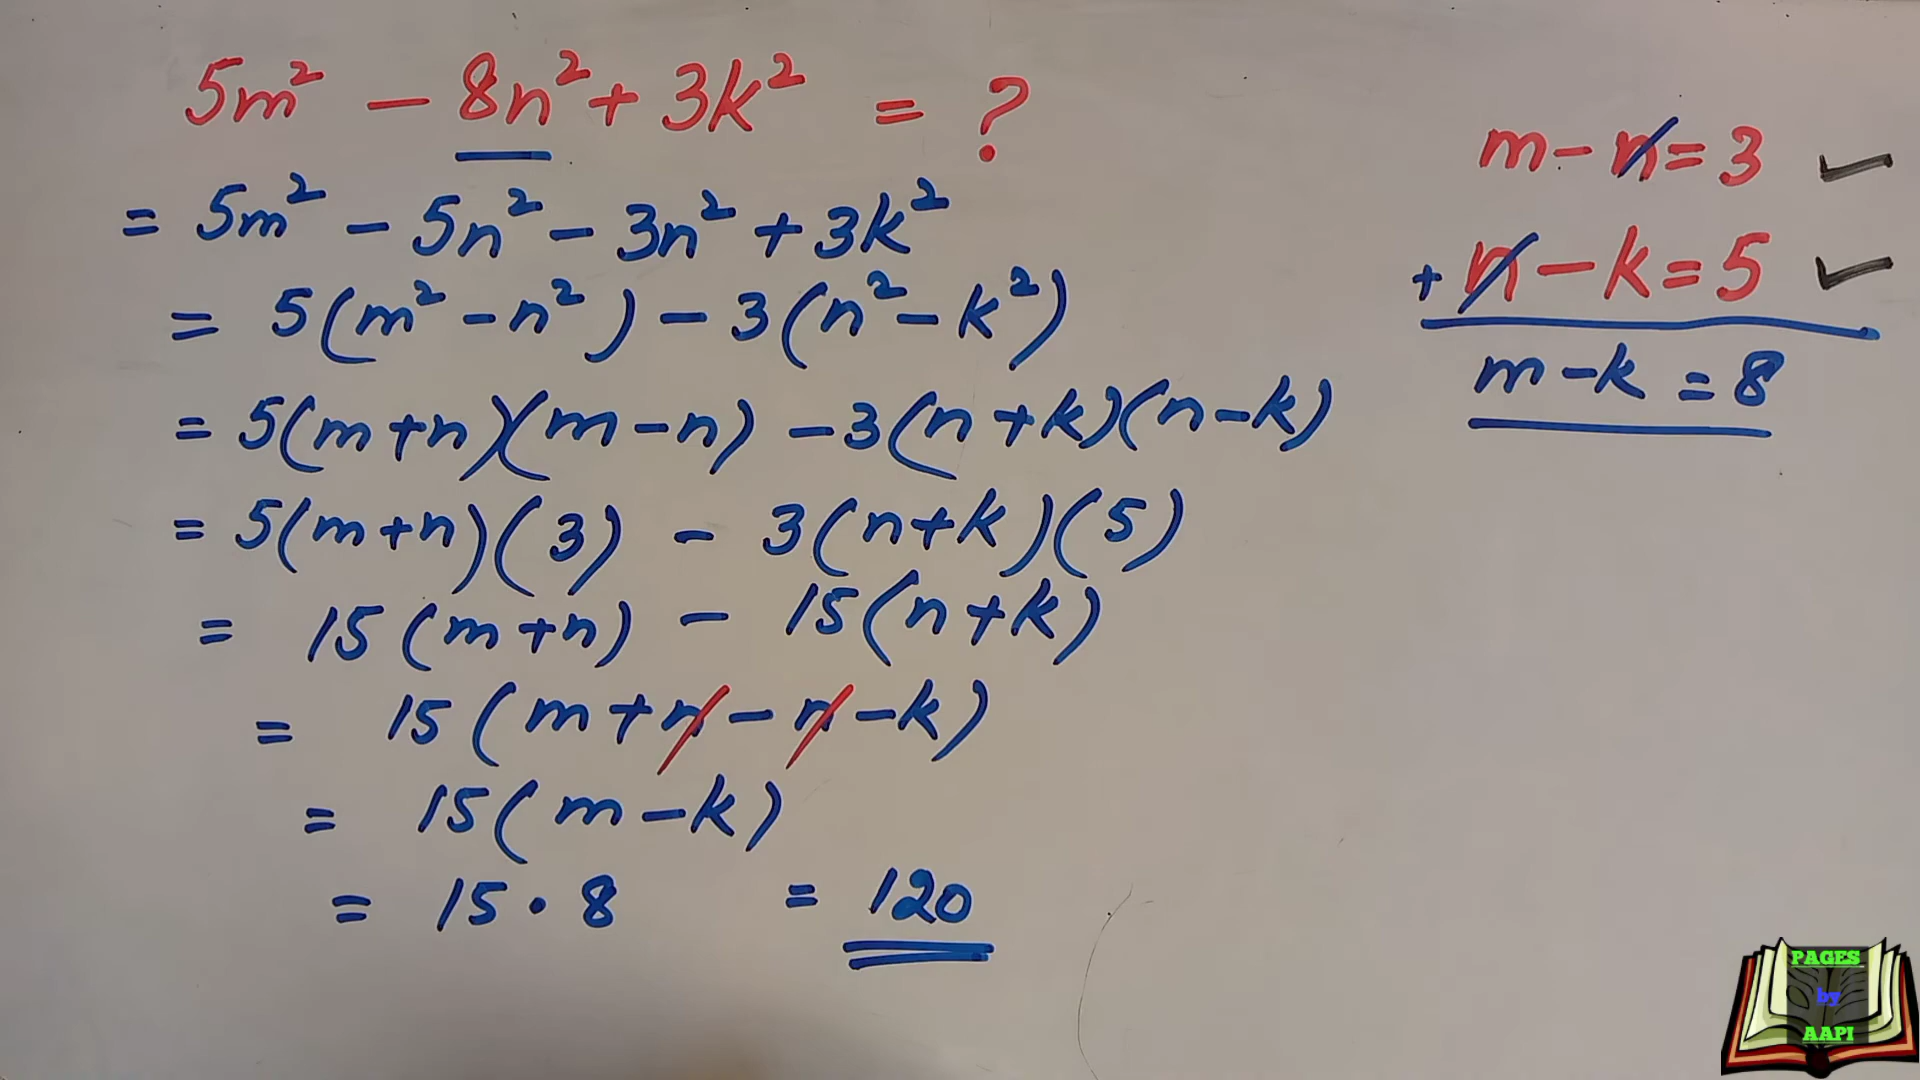 5m² - 8n² + 3k² = ?
= 5m² - 5n² - 3n² + 3k²
= 5(m² - n²) - 3(n² - k²)
= 5(m+n)(m-n) - 3(n+k)(n-k)
= 5(m+n)(3) - 3(n+k)(5)
= 15(m+n) - 15(n+k)
= 15(m+n-n-k)
= 15(m-k)
= 15·8 = 120
m-n=3
+ n-k=5
m-k=8
PAGES
by
AAPI